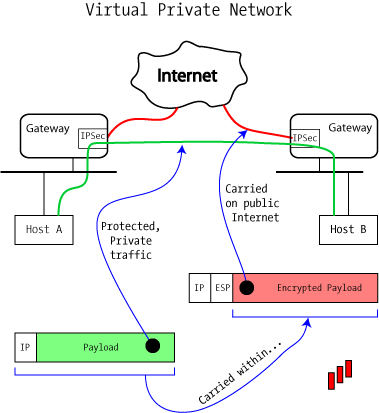 Virtual Private Network
Internet
Gateway
IPSec
Gateway
IPSec
Host A
Host B
Protected,
Private
traffic
Carried
on public
Internet
IP
ESP
Encrypted Payload
IP
Payload
Carried within...